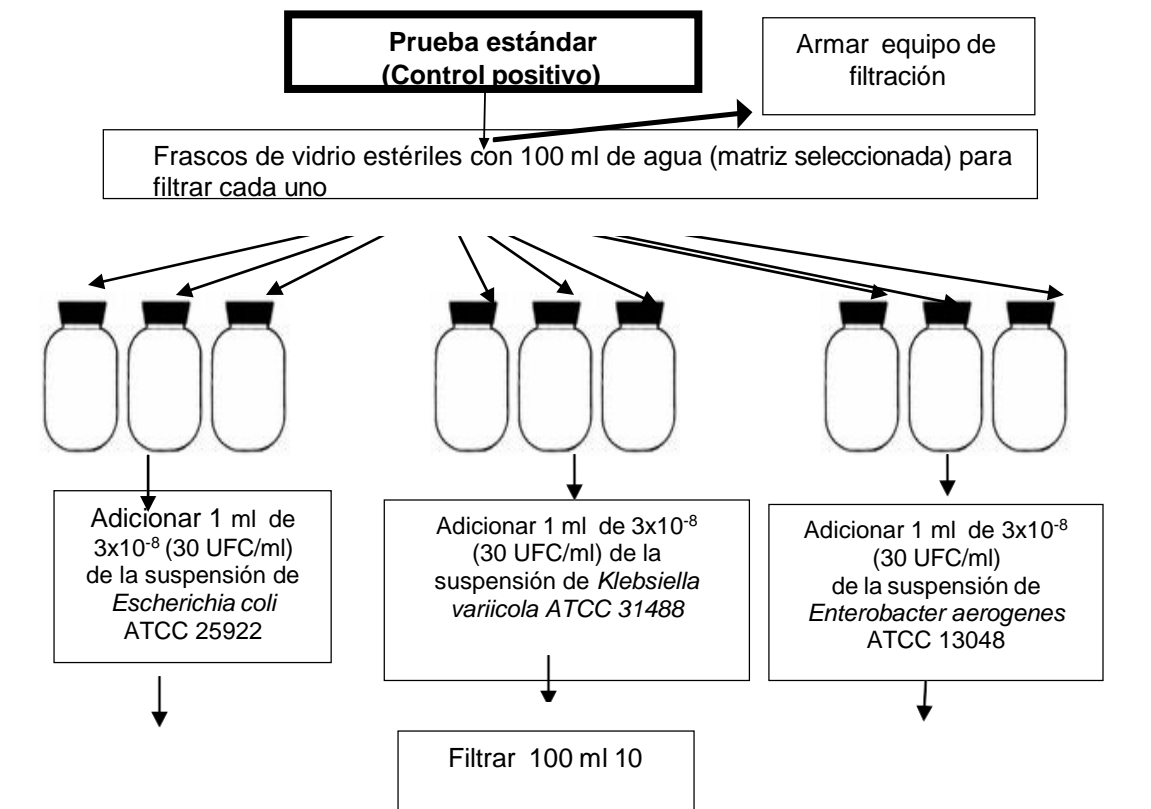 Prueba estándar
(Control positivo)
Armar equipo de
filtración
Frascos de vidrio estériles con 100 ml de agua (matriz seleccionada) para
filtrar cada uno
Adicionar 1 ml de
3x10⁻⁸ (30 UFC/ml)
de la suspensión de
Escherichia coli
ATCC 25922
Adicionar 1 ml de 3x10⁻⁸
(30 UFC/ml) de la
suspensión de Klebsiella
variicola ATCC 31488
Adicionar 1 ml de 3x10⁻⁸
(30 UFC/ml)
de la suspensión de
Enterobacter aerogenes
ATCC 13048
Filtrar 100 ml 10